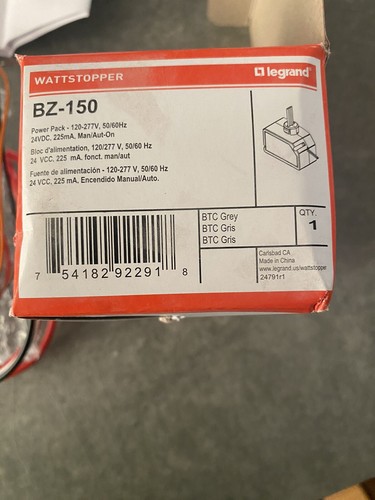 WATTSTOPPER
legrand
BZ-150
Power Pack - 120-277V, 50/60Hz
24VDC, 225mA, Man/Aut-On
Bloc d'alimentation, 120/277 V, 50/60 Hz
24 VCC, 225 mA, fonct. man/aut
Fuente de alimentación - 120-277 V, 50/60 Hz
24 VCC, 225 mA, Encendido Manual/Auto.
7 54182 92291 8
BTC Grey
BTC Gris
BTC Gris
QTY.
1
Carlsbad CA
Made in China
www.legrand.us/wattstopper
24791r1